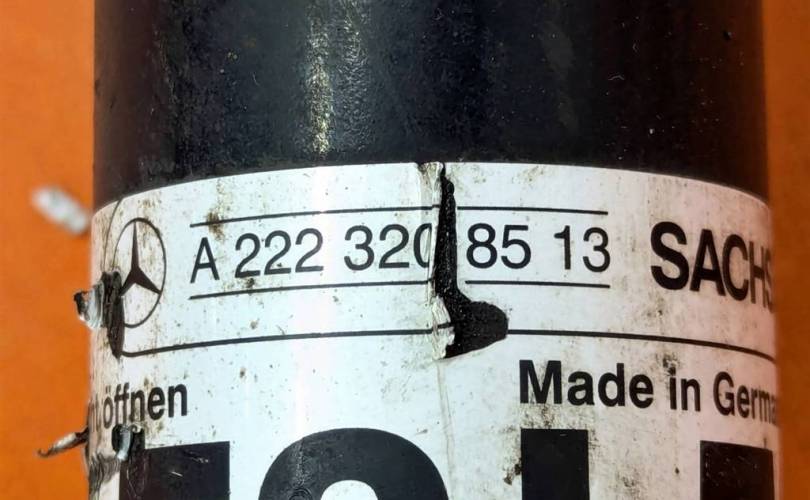 A 222 320 85 13 SACHS
öffnen Made in Germa